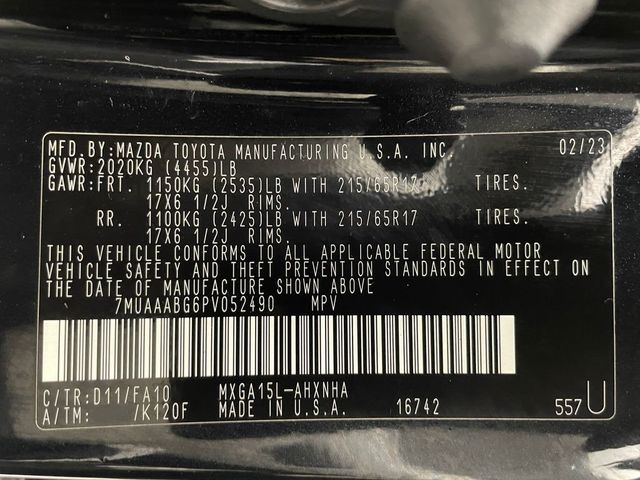 MFD.BY:MAZDA TOYOTA MANUFACTURING U.S.A. INC. 02/23
GVWR:2020KG (4455)LB
GAWR:FRT. 1150KG (2535)LB WITH 215/65R17 TIRES.
17X6 1/2J RIMS.
RR. 1100KG (2425)LB WITH 215/65R17 TIRES.
17X6 1/2J RIMS.
THIS VEHICLE CONFORMS TO ALL APPLICABLE FEDERAL MOTOR
VEHICLE SAFETY AND THEFT PREVENTION STANDARDS IN EFFECT ON
THE DATE OF MANUFACTURE SHOWN ABOVE
7MUAAABG6PV052490 MPV
C/TR:D11/FA10 MXGA15L-AHXNHA
A/TM: /K120F MADE IN U.S.A. 16742 557U